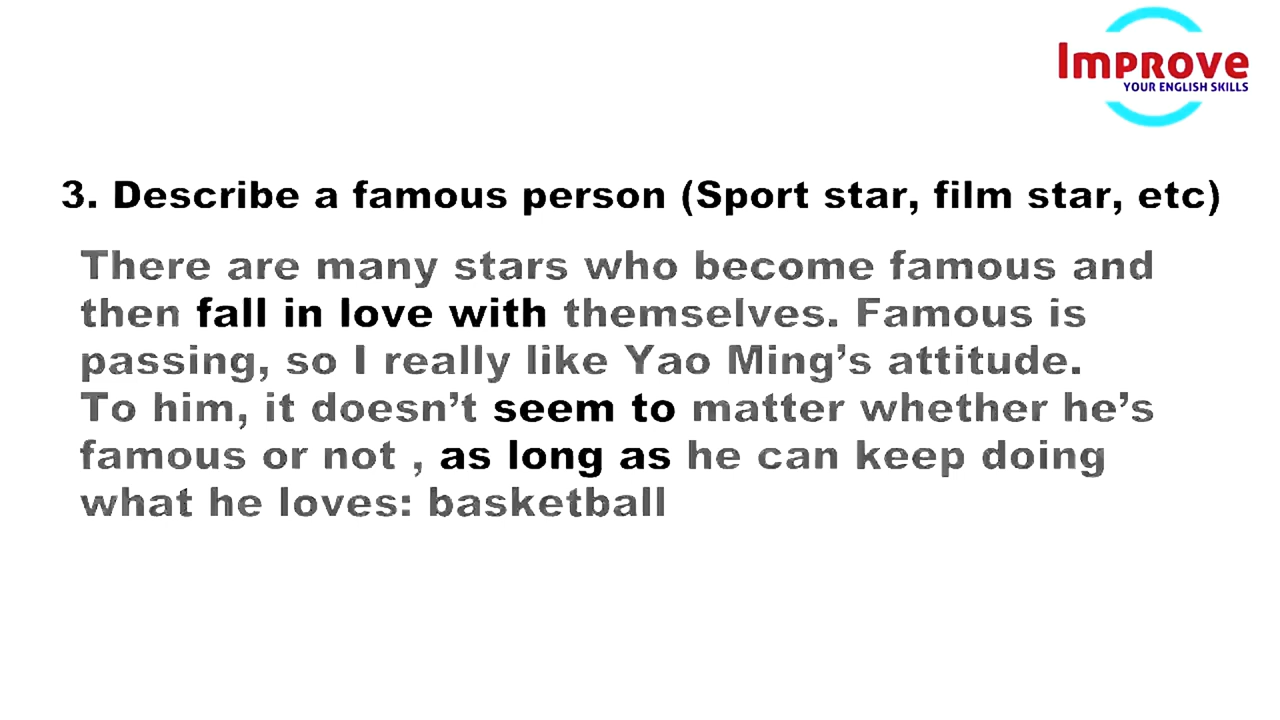 Improve
YOUR ENGLISH SKILLS
3. Describe a famous person (Sport star, film star, etc)
There are many stars who become famous and
then fall in love with themselves. Famous is
passing, so I really like Yao Ming’s attitude.
To him, it doesn’t seem to matter whether he’s
famous or not , as long as he can keep doing
what he loves: basketball